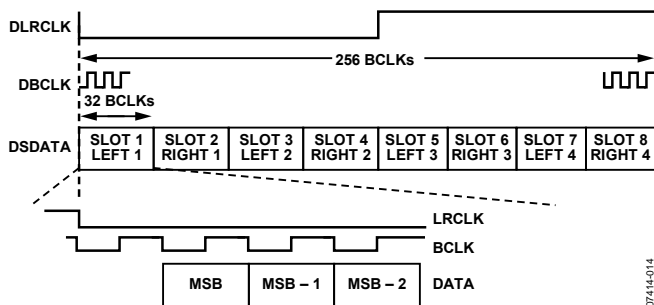 DLRCLK
256 BCLKs
DBCLK
32 BCLKs
DSDATA
SLOT 1 LEFT 1
SLOT 2 RIGHT 1
SLOT 3 LEFT 2
SLOT 4 RIGHT 2
SLOT 5 LEFT 3
SLOT 6 RIGHT 3
SLOT 7 LEFT 4
SLOT 8 RIGHT 4
LRCLK
BCLK
MSB
MSB – 1
MSB – 2
DATA
07414-014